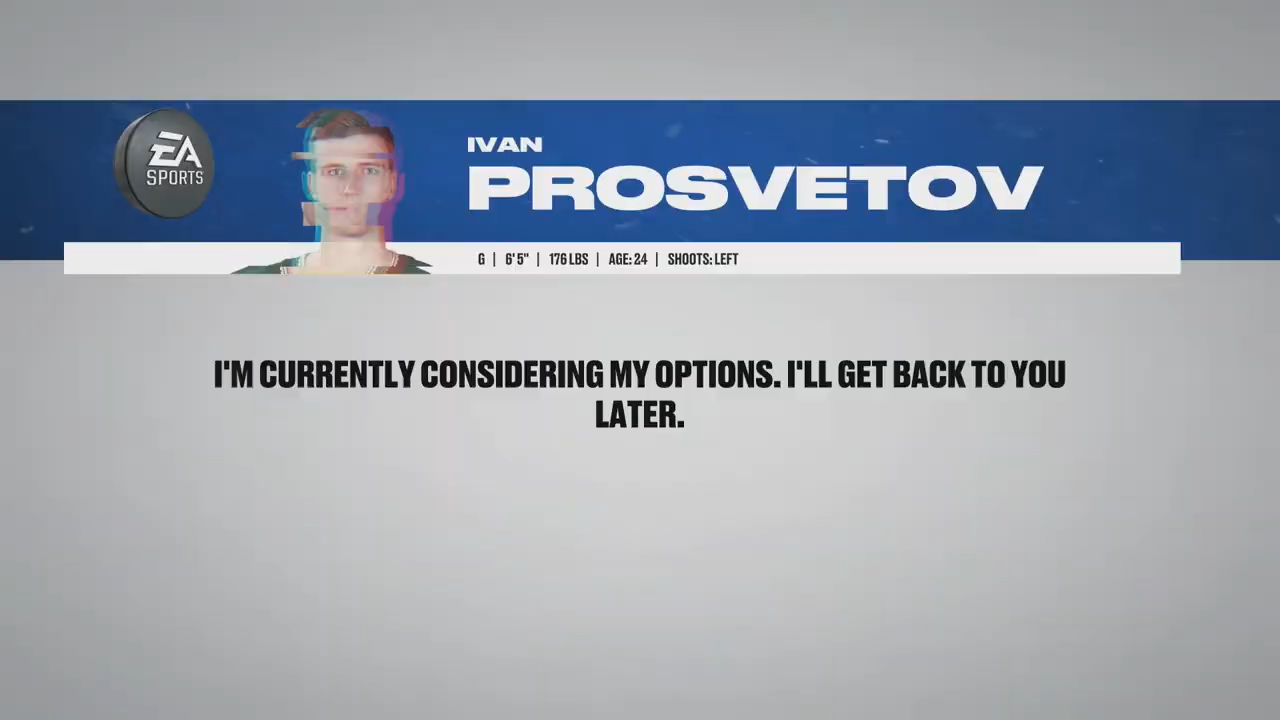 EA
SPORTS
IVAN
PROSVETOV
G | 6' 5" | 176 LBS | AGE: 24 | SHOOTS: LEFT
I'M CURRENTLY CONSIDERING MY OPTIONS. I'LL GET BACK TO YOU
LATER.